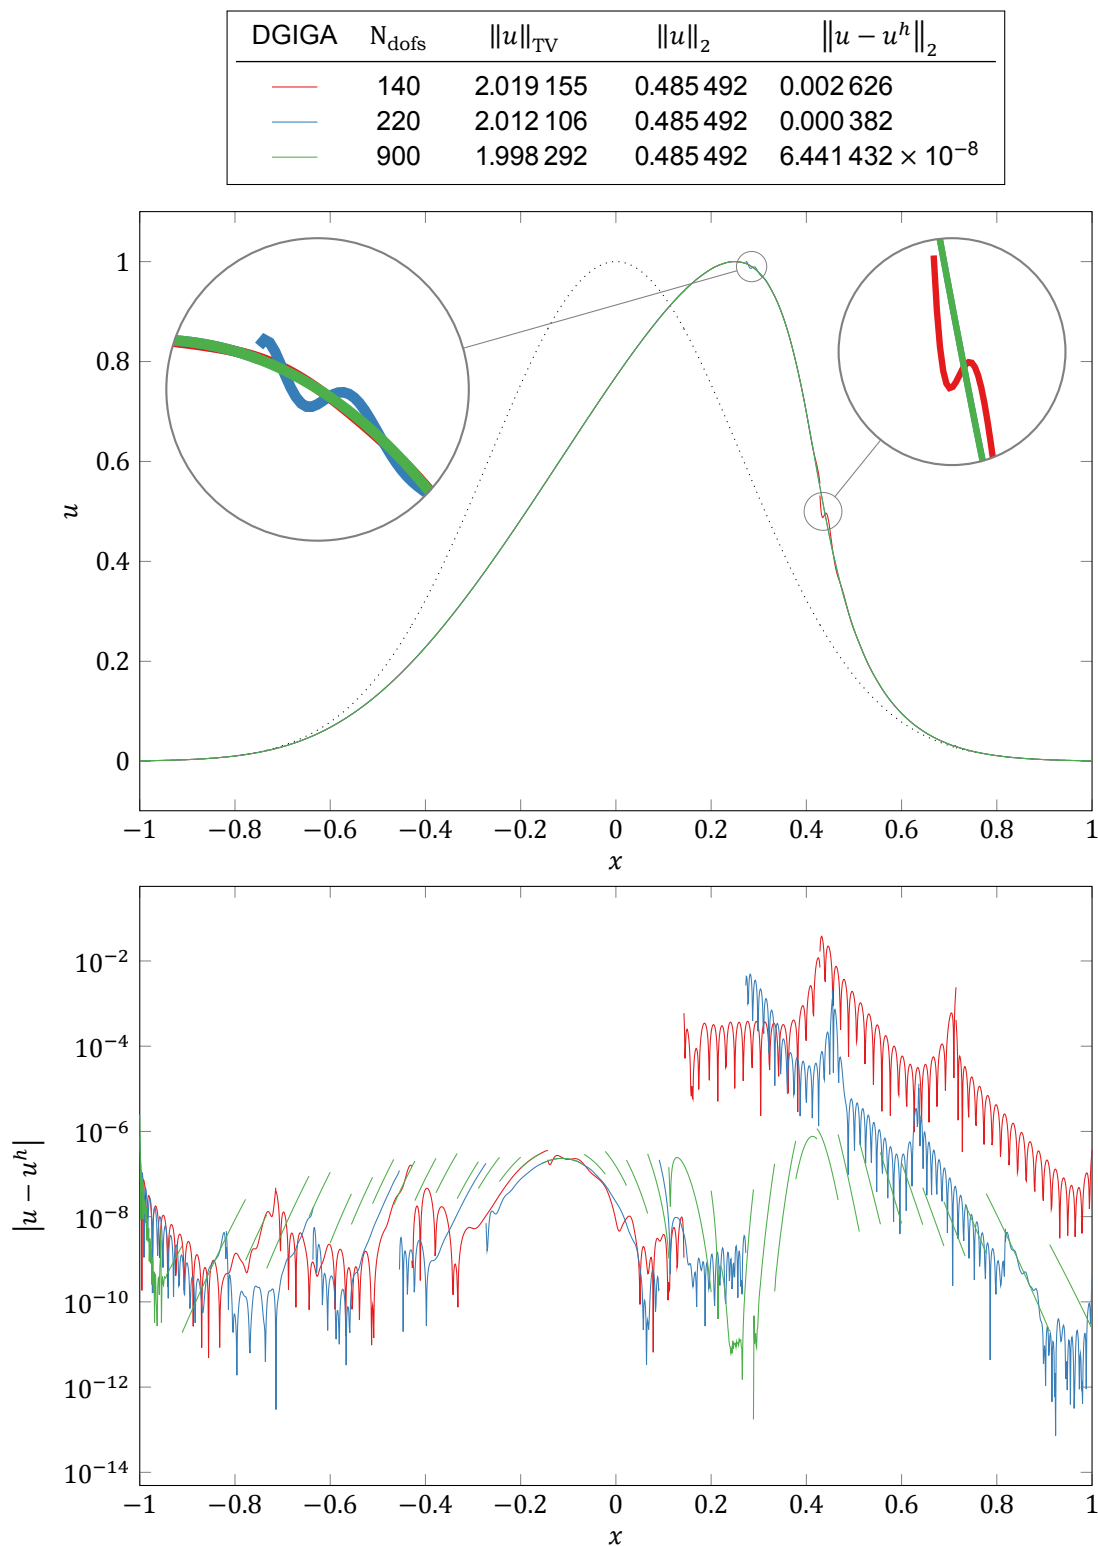 DGIGA N_dofs ‖u‖_TV ‖u‖_2 ‖u − u^h‖_2
140 2.019 155 0.485 492 0.002 626
220 2.012 106 0.485 492 0.000 382
900 1.998 292 0.485 492 6.441 432 × 10^−8
1
0.8
0.6
0.4
0.2
0
u
−1 −0.8 −0.6 −0.4 −0.2 0 0.2 0.4 0.6 0.8 1
x
10^−2
10^−4
10^−6
10^−8
10^−10
10^−12
10^−14
|u − u^h|
−1 −0.8 −0.6 −0.4 −0.2 0 0.2 0.4 0.6 0.8 1
x